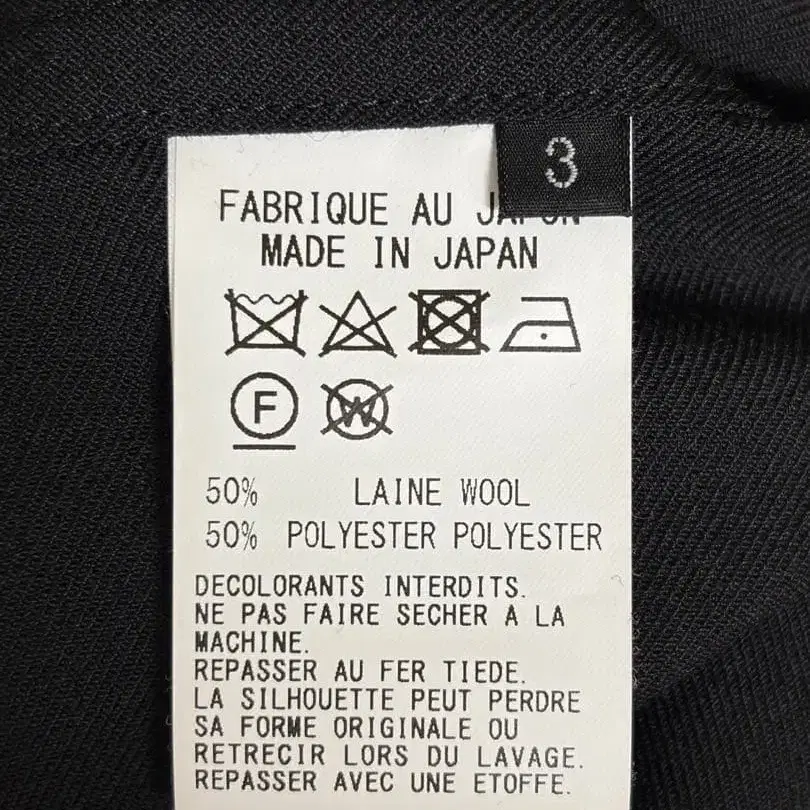 3
FABRIQUE AU JAPON
MADE IN JAPAN
F
W
50% LAINE WOOL
50% POLYESTER POLYESTER
DECOLORANTS INTERDITS.
NE PAS FAIRE SECHER A LA
MACHINE.
REPASSER AU FER TIEDE.
LA SILHOUETTE PEUT PERDRE
SA FORME ORIGINALE OU
RETRECIR LORS DU LAVAGE.
REPASSER AVEC UNE ETOFFE.